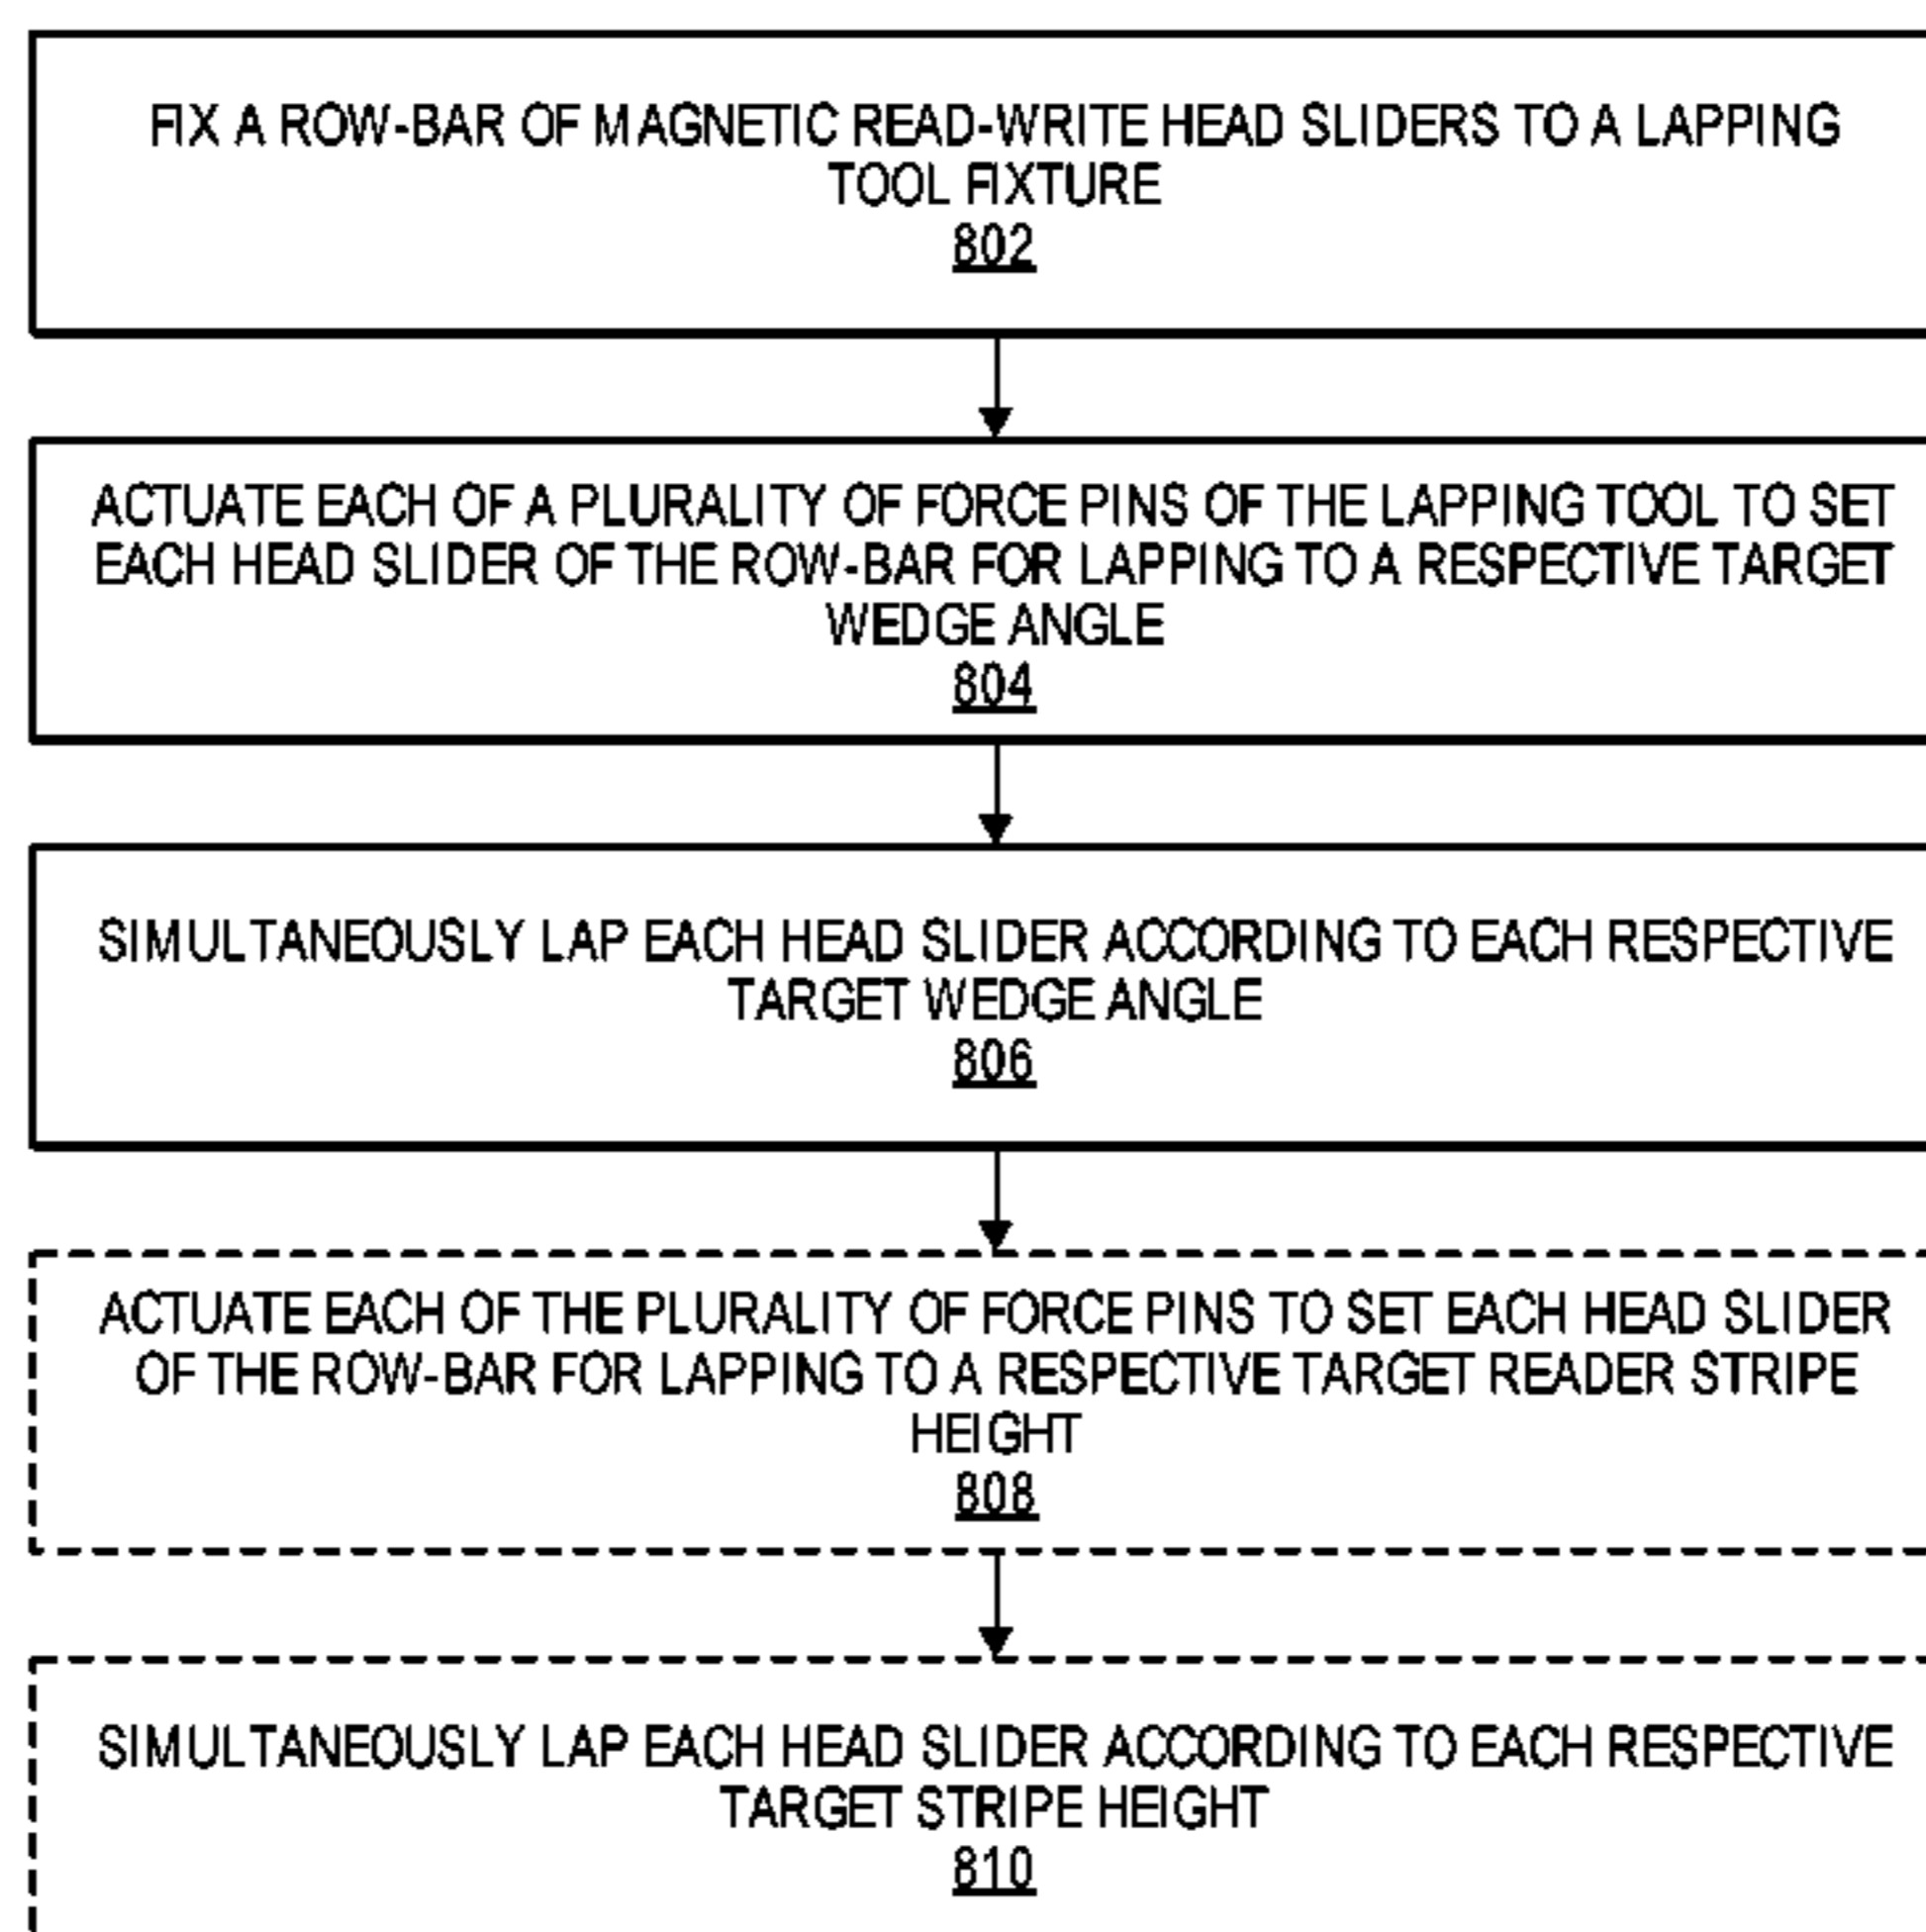 FIX A ROW-BAR OF MAGNETIC READ-WRITE HEAD SLIDERS TO A LAPPING
TOOL FIXTURE
802
ACTUATE EACH OF A PLURALITY OF FORCE PINS OF THE LAPPING TOOL TO SET
EACH HEAD SLIDER OF THE ROW-BAR FOR LAPPING TO A RESPECTIVE TARGET
WEDGE ANGLE
804
SIMULTANEOUSLY LAP EACH HEAD SLIDER ACCORDING TO EACH RESPECTIVE
TARGET WEDGE ANGLE
806
ACTUATE EACH OF THE PLURALITY OF FORCE PINS TO SET EACH HEAD SLIDER
OF THE ROW-BAR FOR LAPPING TO A RESPECTIVE TARGET READER STRIPE
HEIGHT
808
SIMULTANEOUSLY LAP EACH HEAD SLIDER ACCORDING TO EACH RESPECTIVE
TARGET STRIPE HEIGHT
810